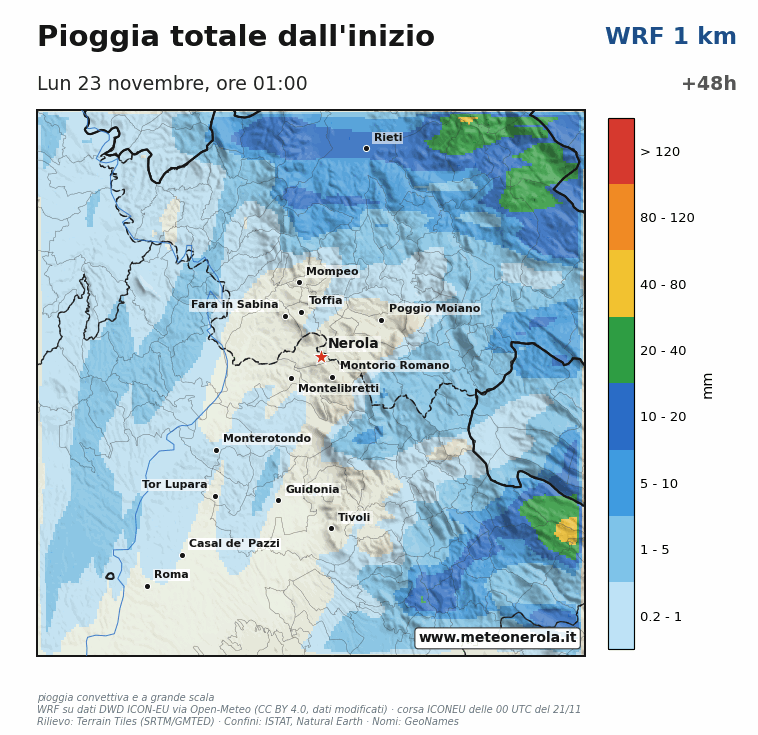 Pioggia totale dall'inizio
WRF 1 km
Lun 23 novembre, ore 01:00
+48h
Rieti
> 120
80 - 120
Mompeo
40 - 80
Fara in Sabina
Toffia
Poggio Moiano
Nerola
20 - 40
Montorio Romano
Montelibretti
mm
10 - 20
Monterotondo
Tor Lupara
Guidonia
5 - 10
Tivoli
Casal de' Pazzi
1 - 5
Roma
0.2 - 1
www.meteonerola.it
pioggia convettiva e a grande scala
WRF su dati DWD ICON-EU via Open-Meteo (CC BY 4.0, dati modificati) · corsa ICONEU delle 00 UTC del 21/11
Rilievo: Terrain Tiles (SRTM/GMTED) · Confini: ISTAT, Natural Earth · Nomi: GeoNames